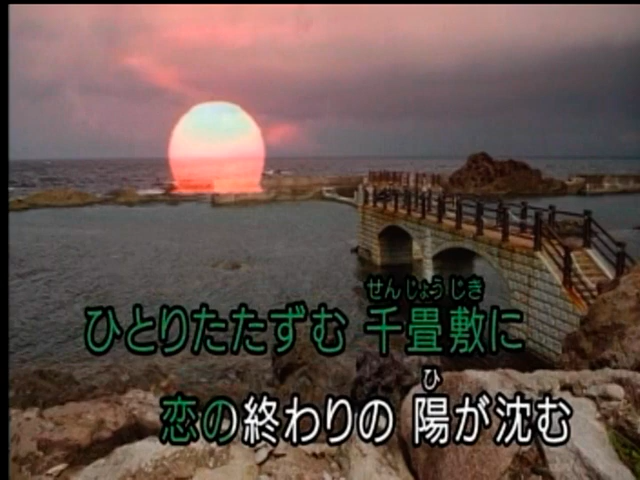 せんじょうじき
ひとりたたずむ 千畳敷に
ひ
恋の終わりの 陽が沈む